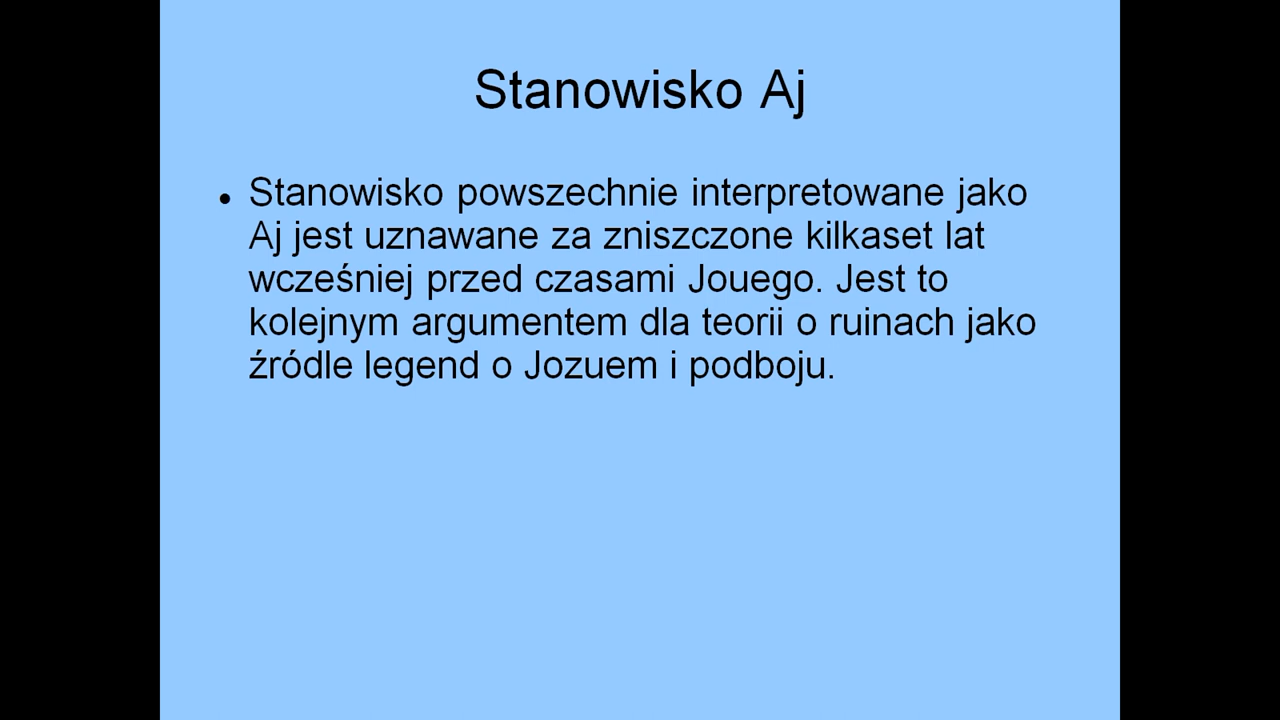 Stanowisko Aj
● Stanowisko powszechnie interpretowane jako
Aj jest uznawane za zniszczone kilkaset lat
wcześniej przed czasami Jouego. Jest to
kolejnym argumentem dla teorii o ruinach jako
źródle legend o Jozuem i podboju.